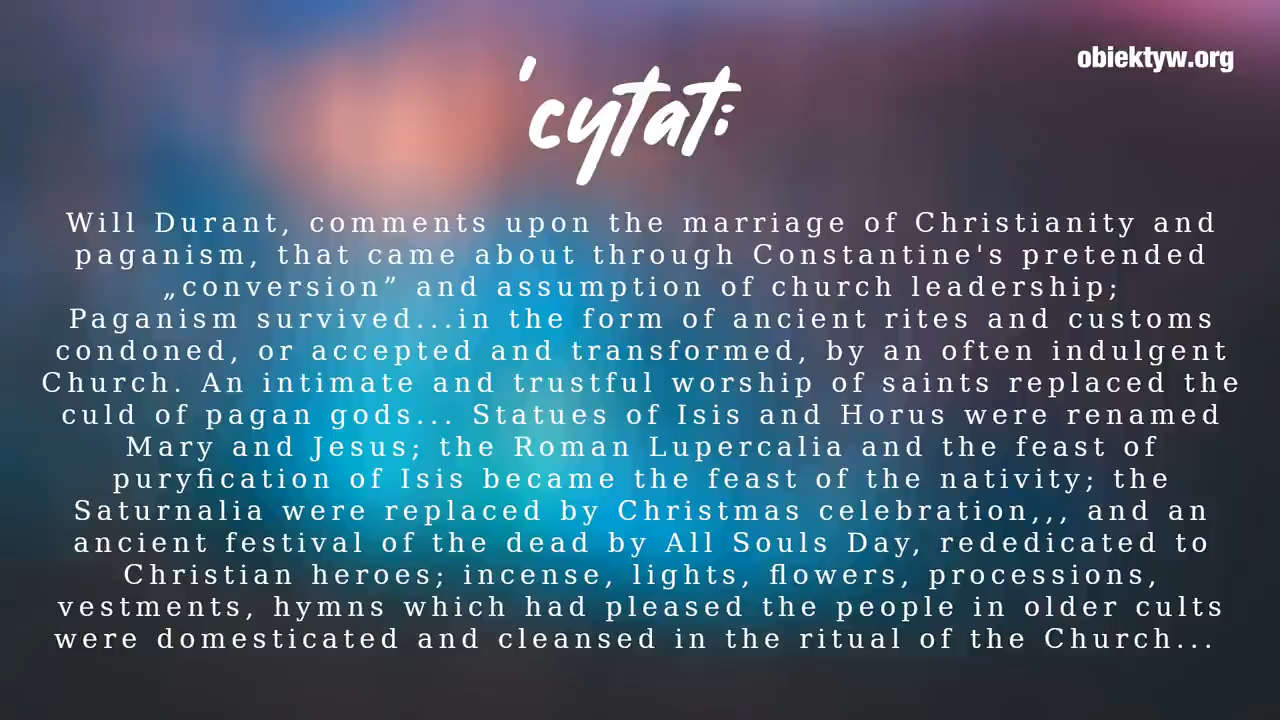 obiektyw.org
'cytat:
Will Durant, comments upon the marriage of Christianity and
paganism, that came about through Constantine's pretended
„conversion” and assumption of church leadership;
Paganism survived...in the form of ancient rites and customs
condoned, or accepted and transformed, by an often indulgent
Church. An intimate and trustful worship of saints replaced the
culd of pagan gods... Statues of Isis and Horus were renamed
Mary and Jesus; the Roman Lupercalia and the feast of
puryfication of Isis became the feast of the nativity; the
Saturnalia were replaced by Christmas celebration,,, and an
ancient festival of the dead by All Souls Day, rededicated to
Christian heroes; incense, lights, flowers, processions,
vestments, hymns which had pleased the people in older cults
were domesticated and cleansed in the ritual of the Church...